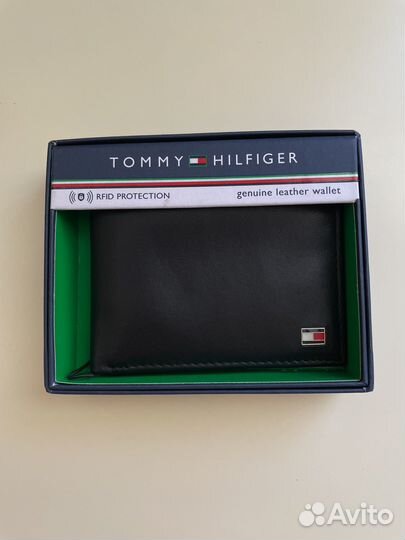 TOMMY HILFIGER
RFID PROTECTION genuine leather wallet
Avito